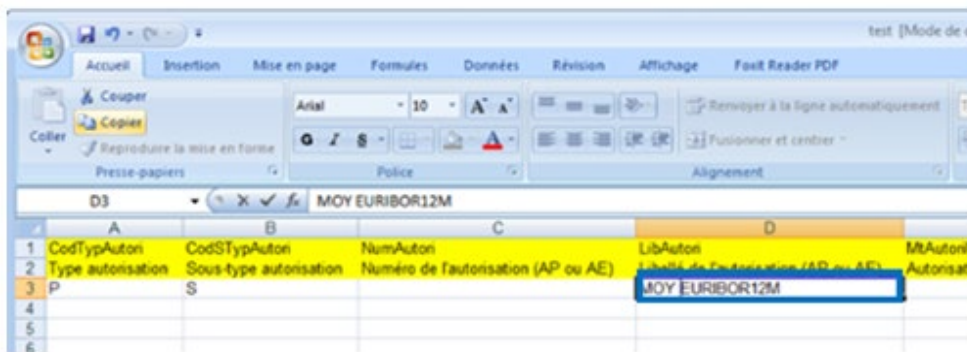 test [Mode de
Accueil Insertion Mise en page Formules Données Révision Affichage Foxit Reader PDF
Couper
Copier
Reproduire la mise en forme
Coller
Presse-papiers
Arial 10 A A
G I S A
Police
Renvoyer à la ligne automatiquement
Fusionner et centrer
Alignement
D3 fx MOY EURIBOR12M
A B C D
1 CodTypAutori CodSTypAutori NumAutori LibAutori MtAutori
2 Type autorisation Sous-type autorisation Numéro de l'autorisation (AP ou AE) Libellé de l'autorisation (AP ou AE) Autorisat
3 P S MOY EURIBOR12M
4
5
6